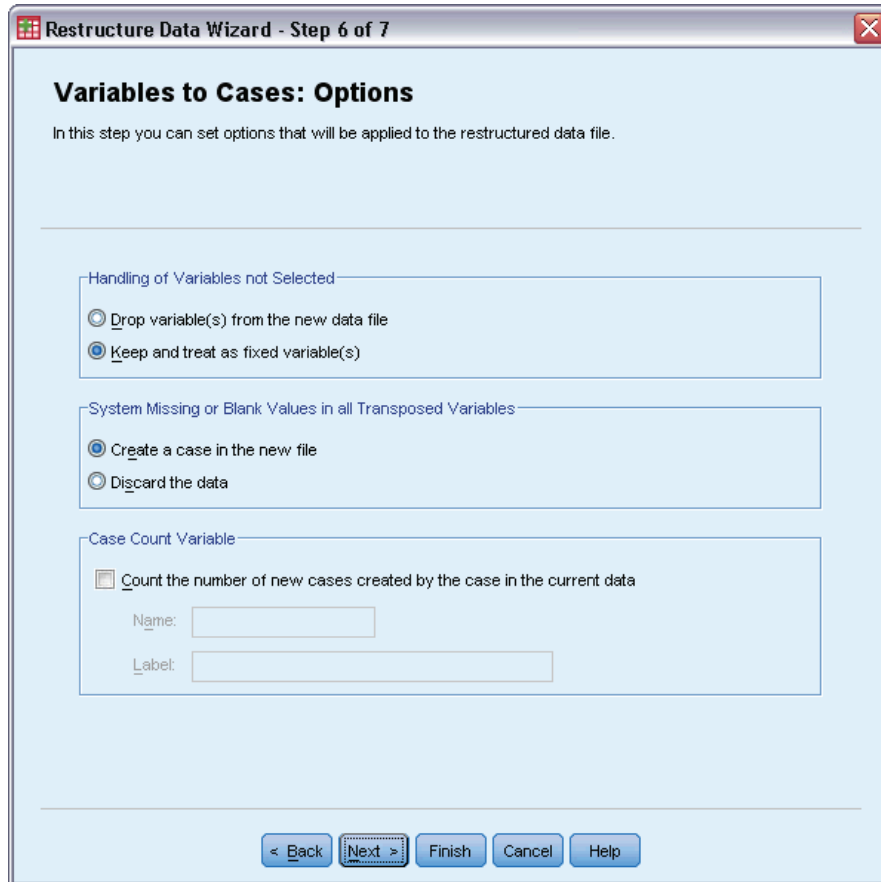 Restructure Data Wizard - Step 6 of 7
Variables to Cases: Options
In this step you can set options that will be applied to the restructured data file.
Handling of Variables not Selected
Drop variable(s) from the new data file
Keep and treat as fixed variable(s)
System Missing or Blank Values in all Transposed Variables
Create a case in the new file
Discard the data
Case Count Variable
Count the number of new cases created by the case in the current data
Name:
Label:
< Back Next > Finish Cancel Help